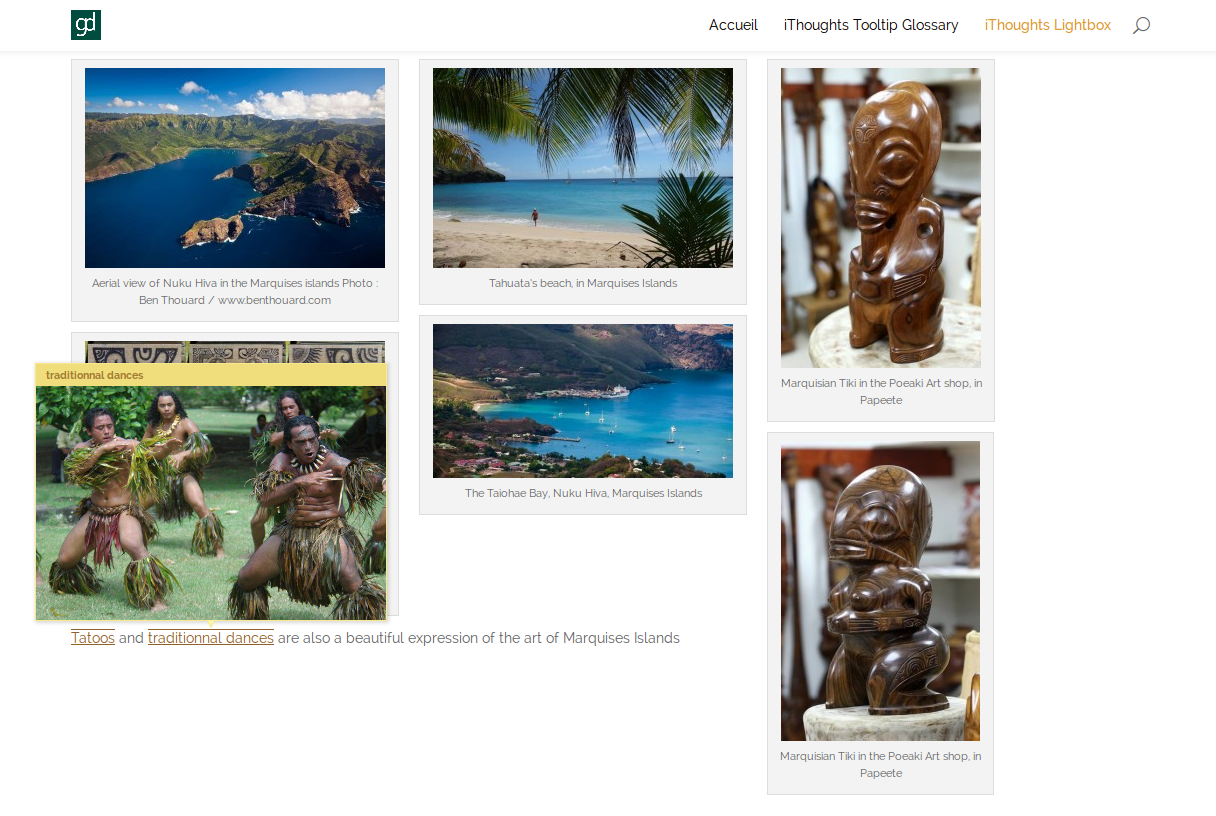 gd
Accueil
iThoughts Tooltip Glossary
iThoughts Lightbox
Aerial view of Nuku Hiva in the Marquises islands Photo :
Ben Thouard / www.benthouard.com
Tahuata's beach, in Marquises Islands
Marquisian Tiki in the Poeaki Art shop, in
Papeete
traditionnal dances
The Taiohae Bay, Nuku Hiva, Marquises Islands
Tatoos and traditionnal dances are also a beautiful expression of the art of Marquises Islands
Marquisian Tiki in the Poeaki Art shop, in
Papeete